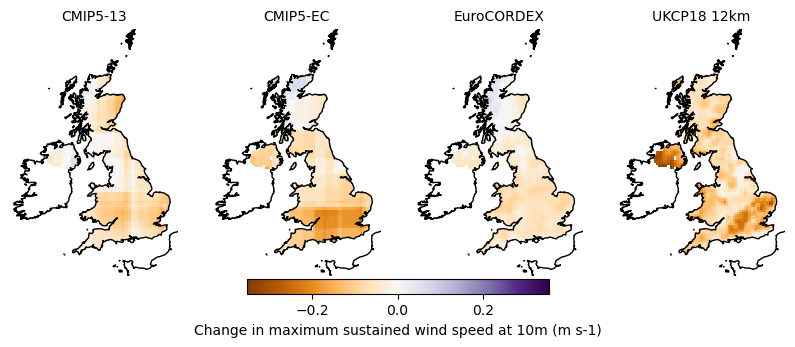 CMIP5-13 CMIP5-EC EuroCORDEX UKCP18 12km
−0.2 0.0 0.2
Change in maximum sustained wind speed at 10m (m s-1)